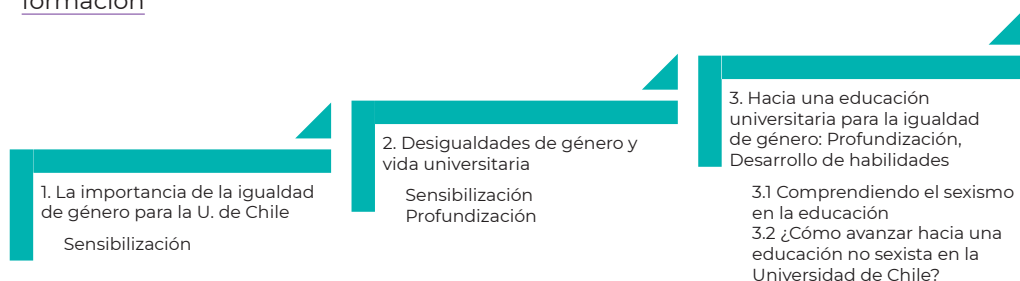 formación
1. La importancia de la igualdad
de género para la U. de Chile
Sensibilización
2. Desigualdades de género y
vida universitaria
Sensibilización
Profundización
3. Hacia una educación
universitaria para la igualdad
de género: Profundización,
Desarrollo de habilidades
3.1 Comprendiendo el sexismo
en la educación
3.2 ¿Cómo avanzar hacia una
educación no sexista en la
Universidad de Chile?